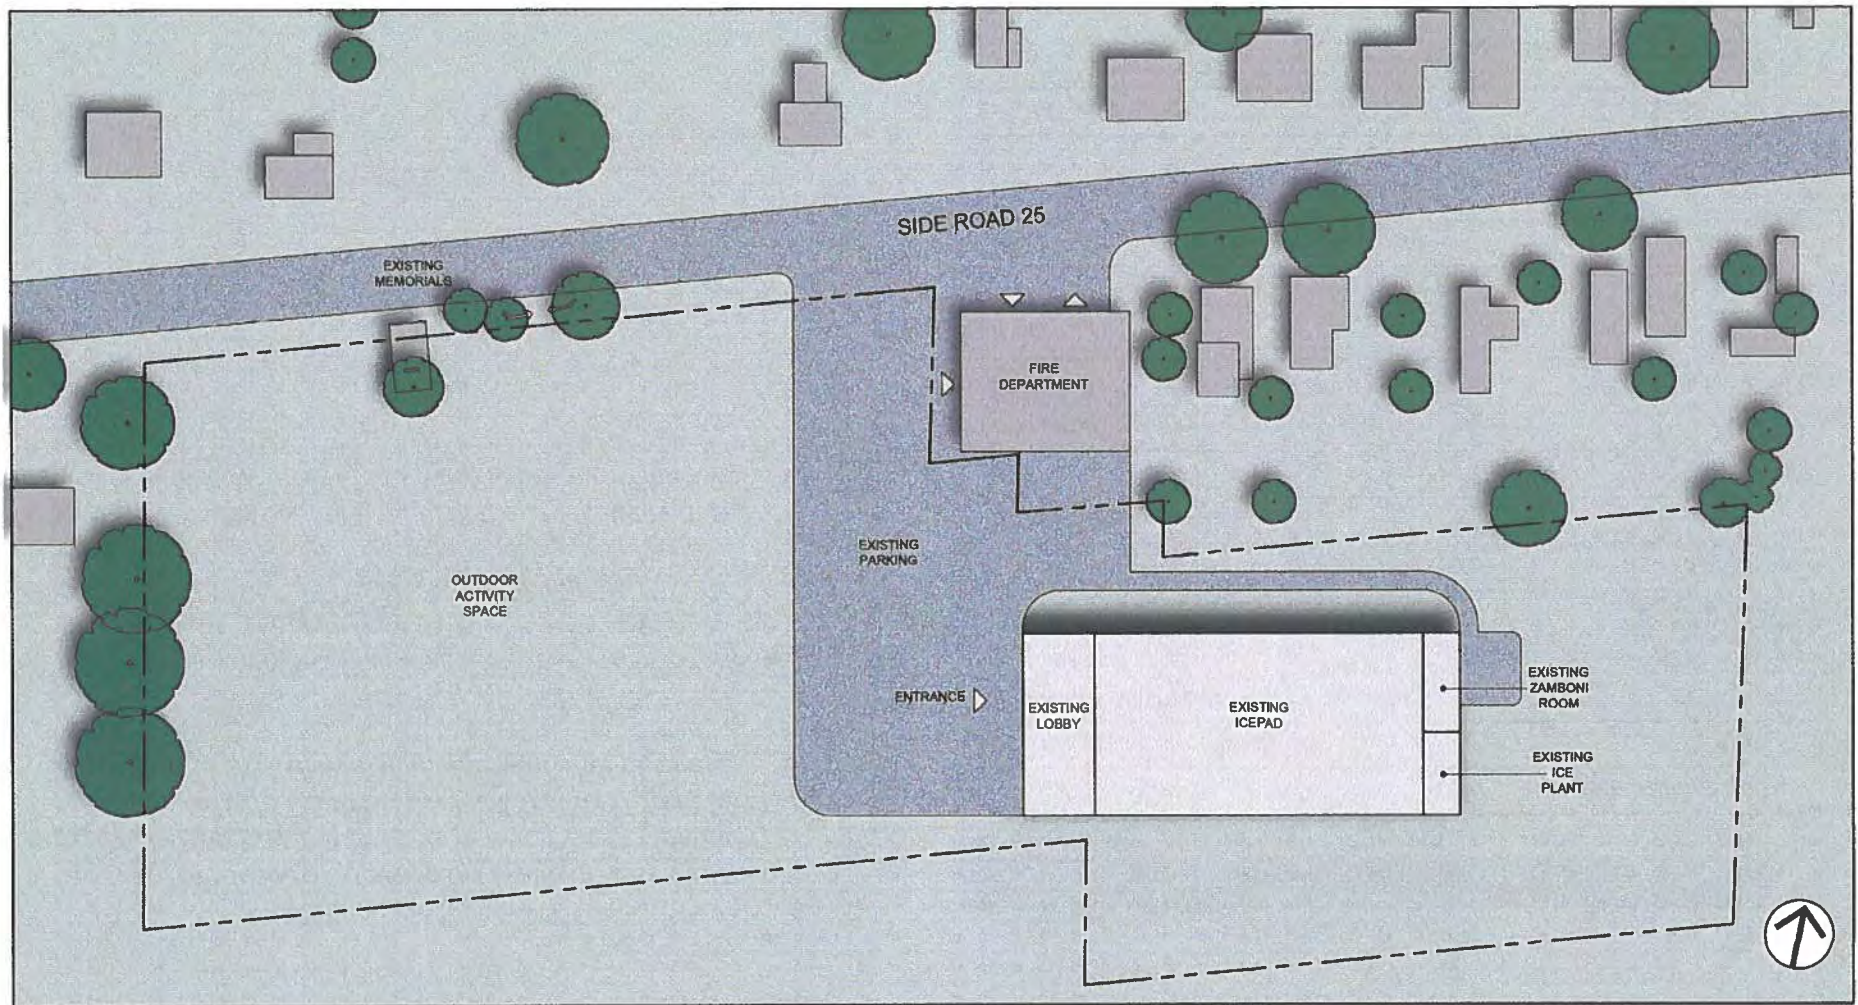 SIDE ROAD 25
EXISTING
MEMORIALS
FIRE
DEPARTMENT
EXISTING
PARKING
OUTDOOR
ACTIVITY
SPACE
ENTRANCE
EXISTING
LOBBY
EXISTING
ICEPAD
EXISTING
ZAMBONI
ROOM
EXISTING
ICE
PLANT